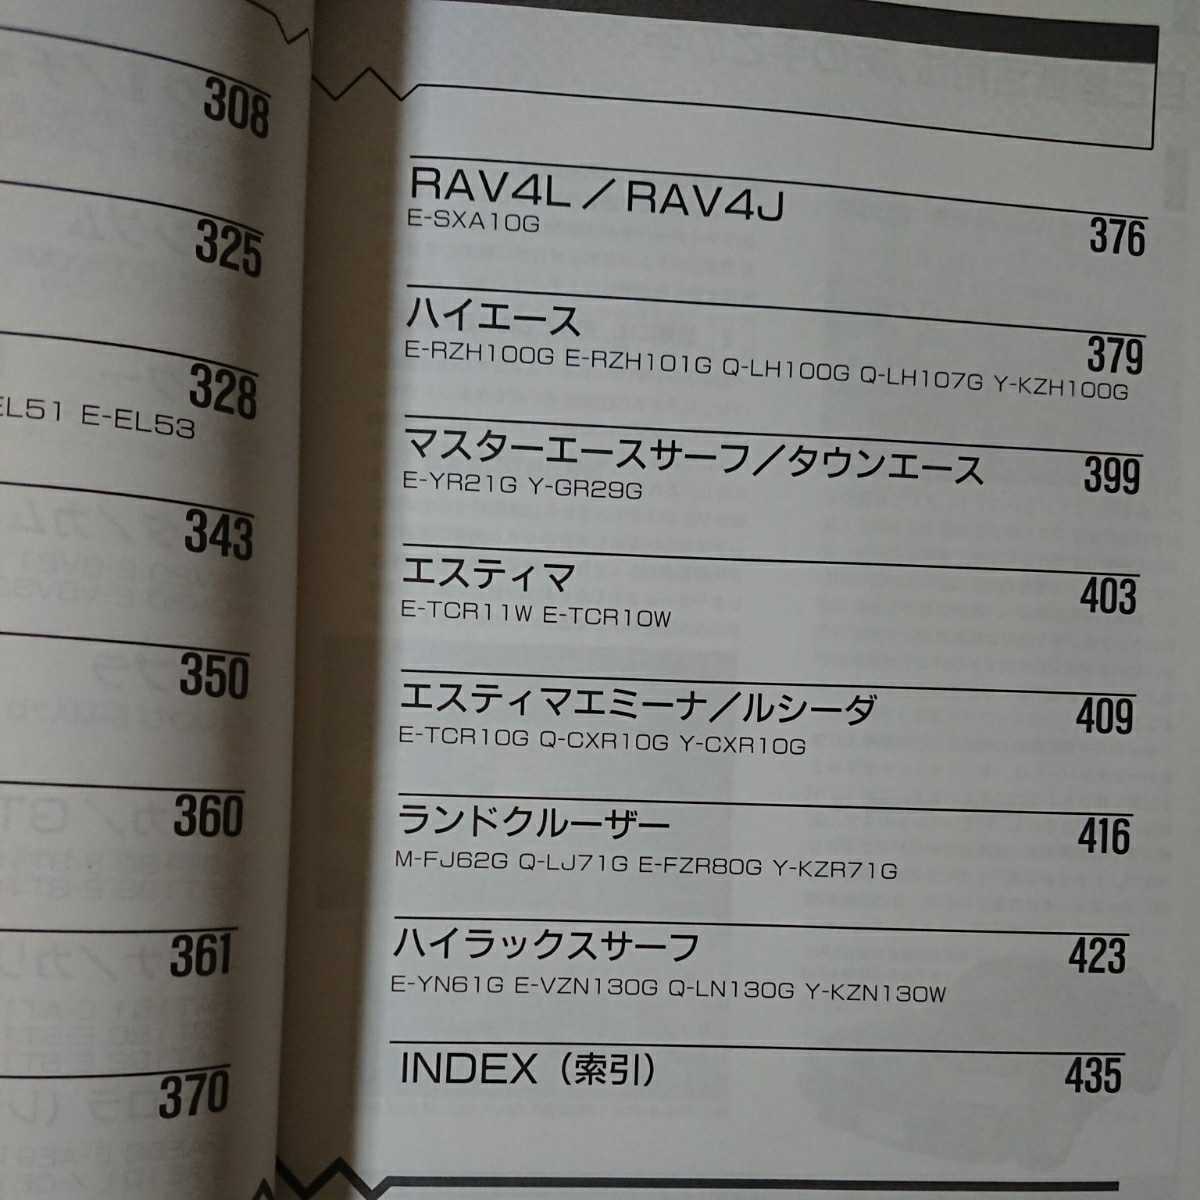 308
325
328
EL51 E-EL53
343
350
360
361
370
RAV4L／RAV4J
376
E-SXA10G
ハイエース
379
E-RZH100G E-RZH101G Q-LH100G Q-LH107G Y-KZH100G
マスターエースサーフ／タウンエース
399
E-YR21G Y-GR29G
エスティマ
403
E-TCR11W E-TCR10W
エスティマエミーナ／ルシーダ
409
E-TCR10G Q-CXR10G Y-CXR10G
ランドクルーザー
416
M-FJ62G Q-LJ71G E-FZR80G Y-KZR71G
ハイラックスサーフ
423
E-YN61G E-VZN130G Q-LN130G Y-KZN130W
INDEX（索引）
435